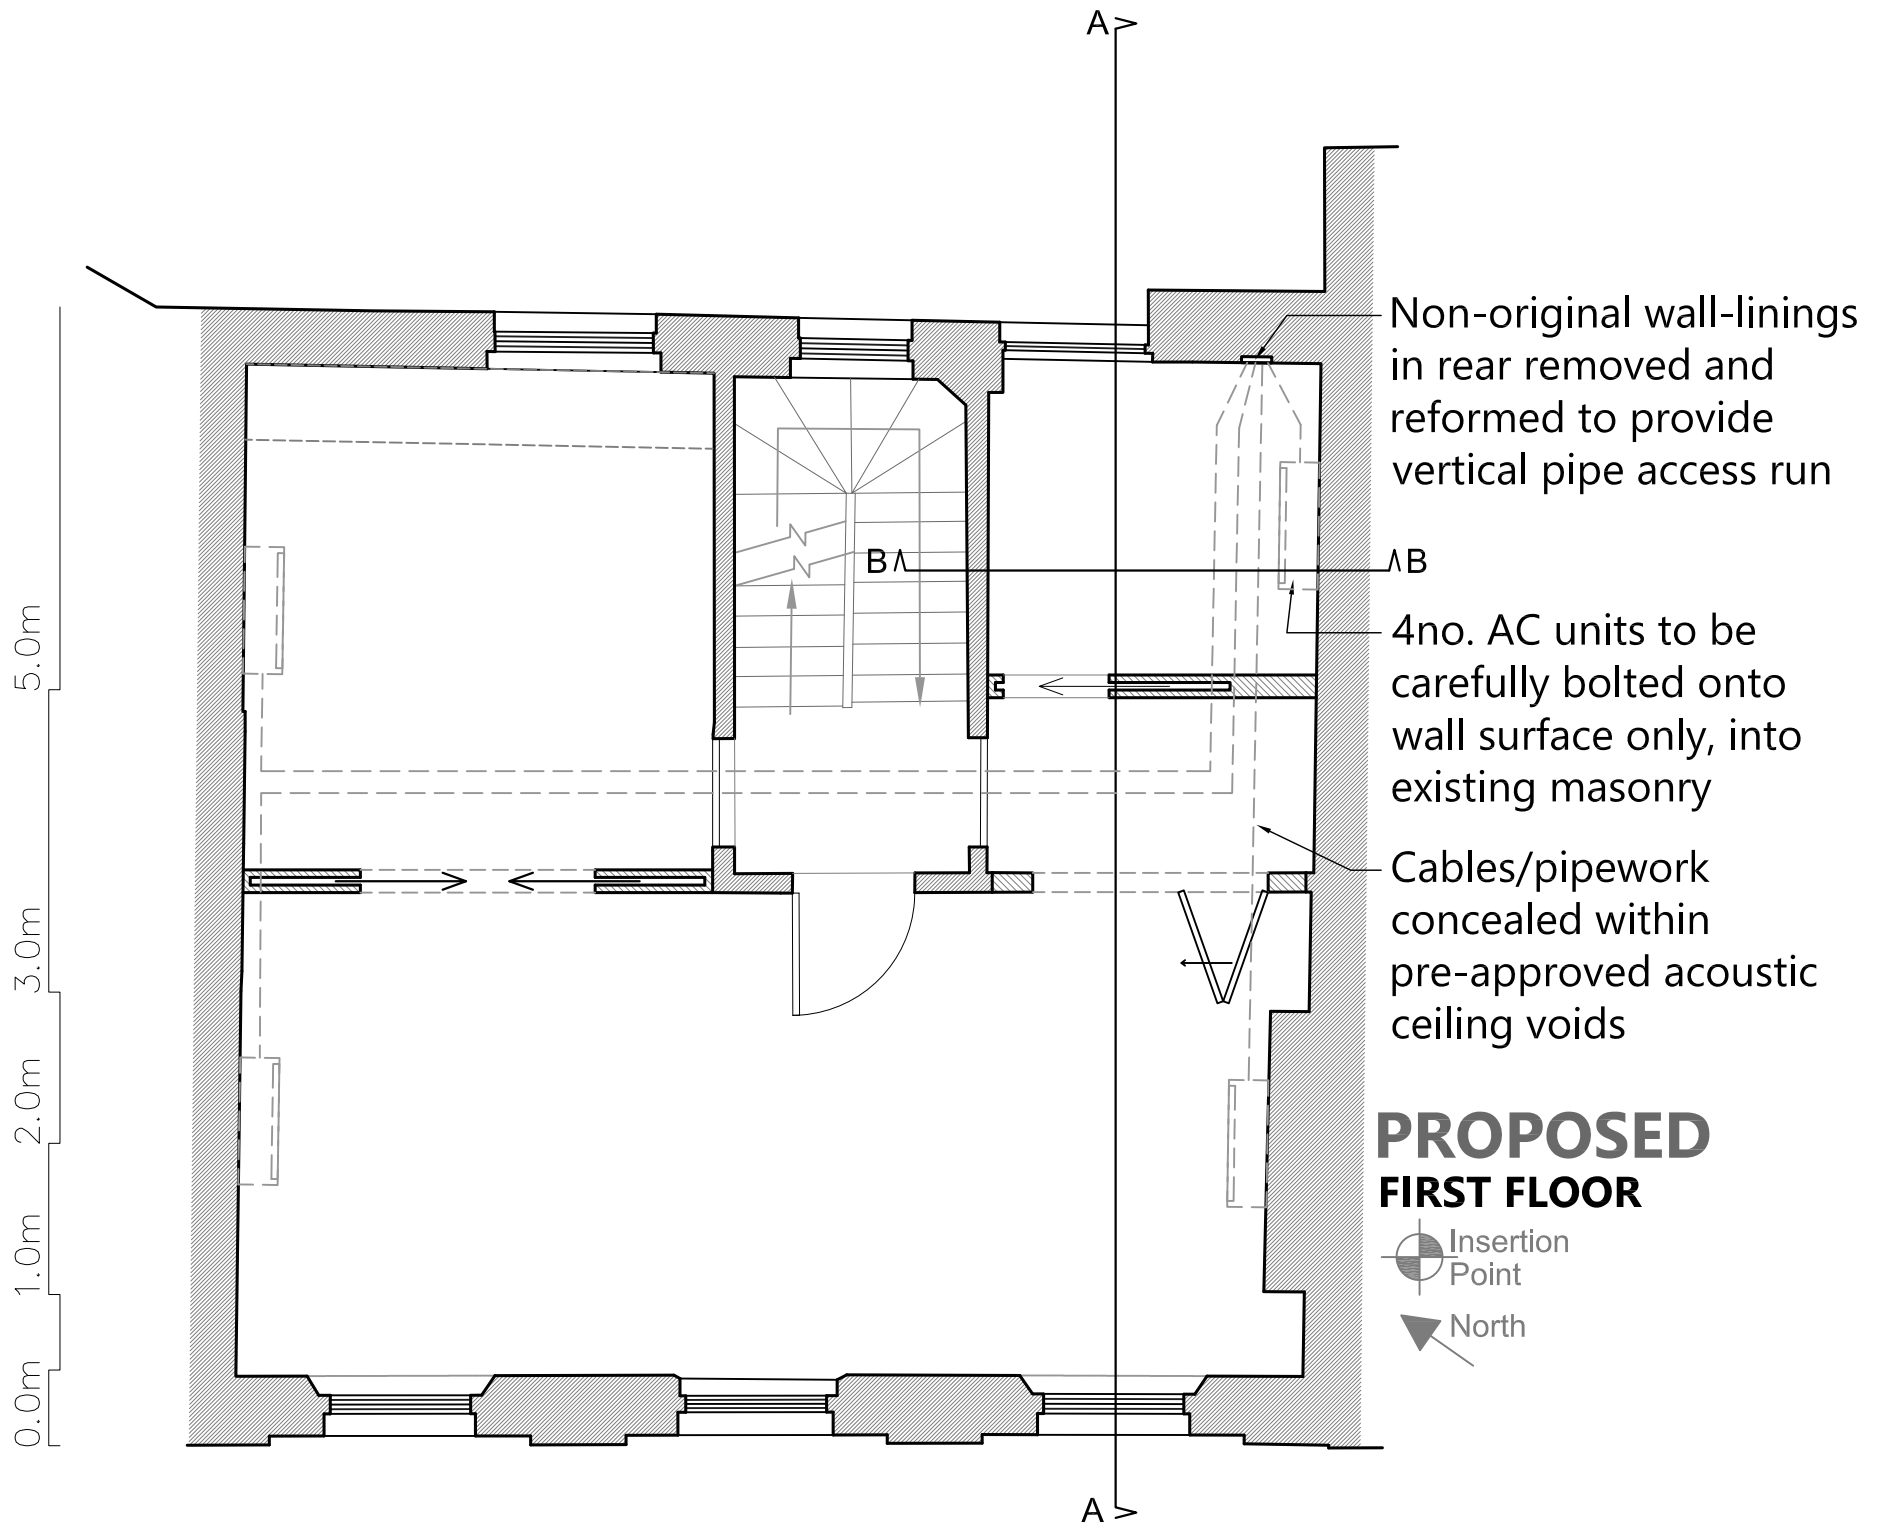 A
Non-original wall-linings
in rear removed and
reformed to provide
vertical pipe access run
B
B
4no. AC units to be
carefully bolted onto
wall surface only, into
existing masonry
Cables/pipework
concealed within
pre-approved acoustic
ceiling voids
PROPOSED
FIRST FLOOR
Insertion
Point
North
A
5.0m
3.0m
2.0m
1.0m
0.0m